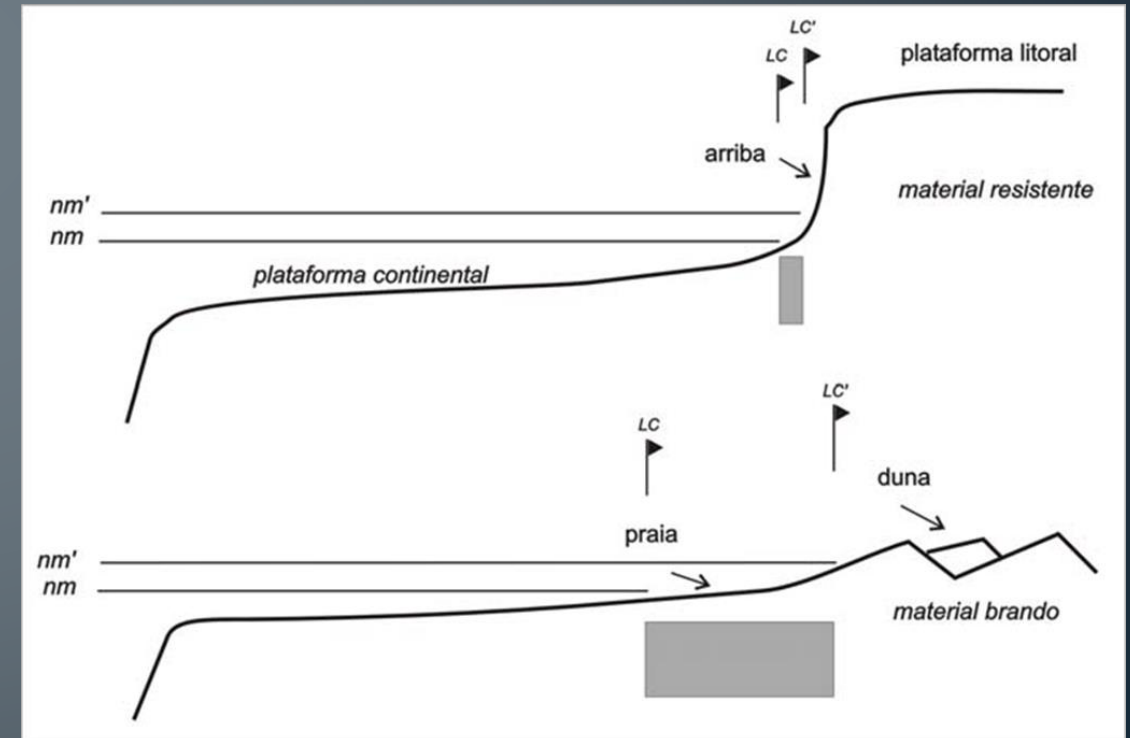 LC'
LC
plataforma litoral
arriba
material resistente
nm'
nm
plataforma continental
LC'
LC
duna
praia
nm'
nm
material brando